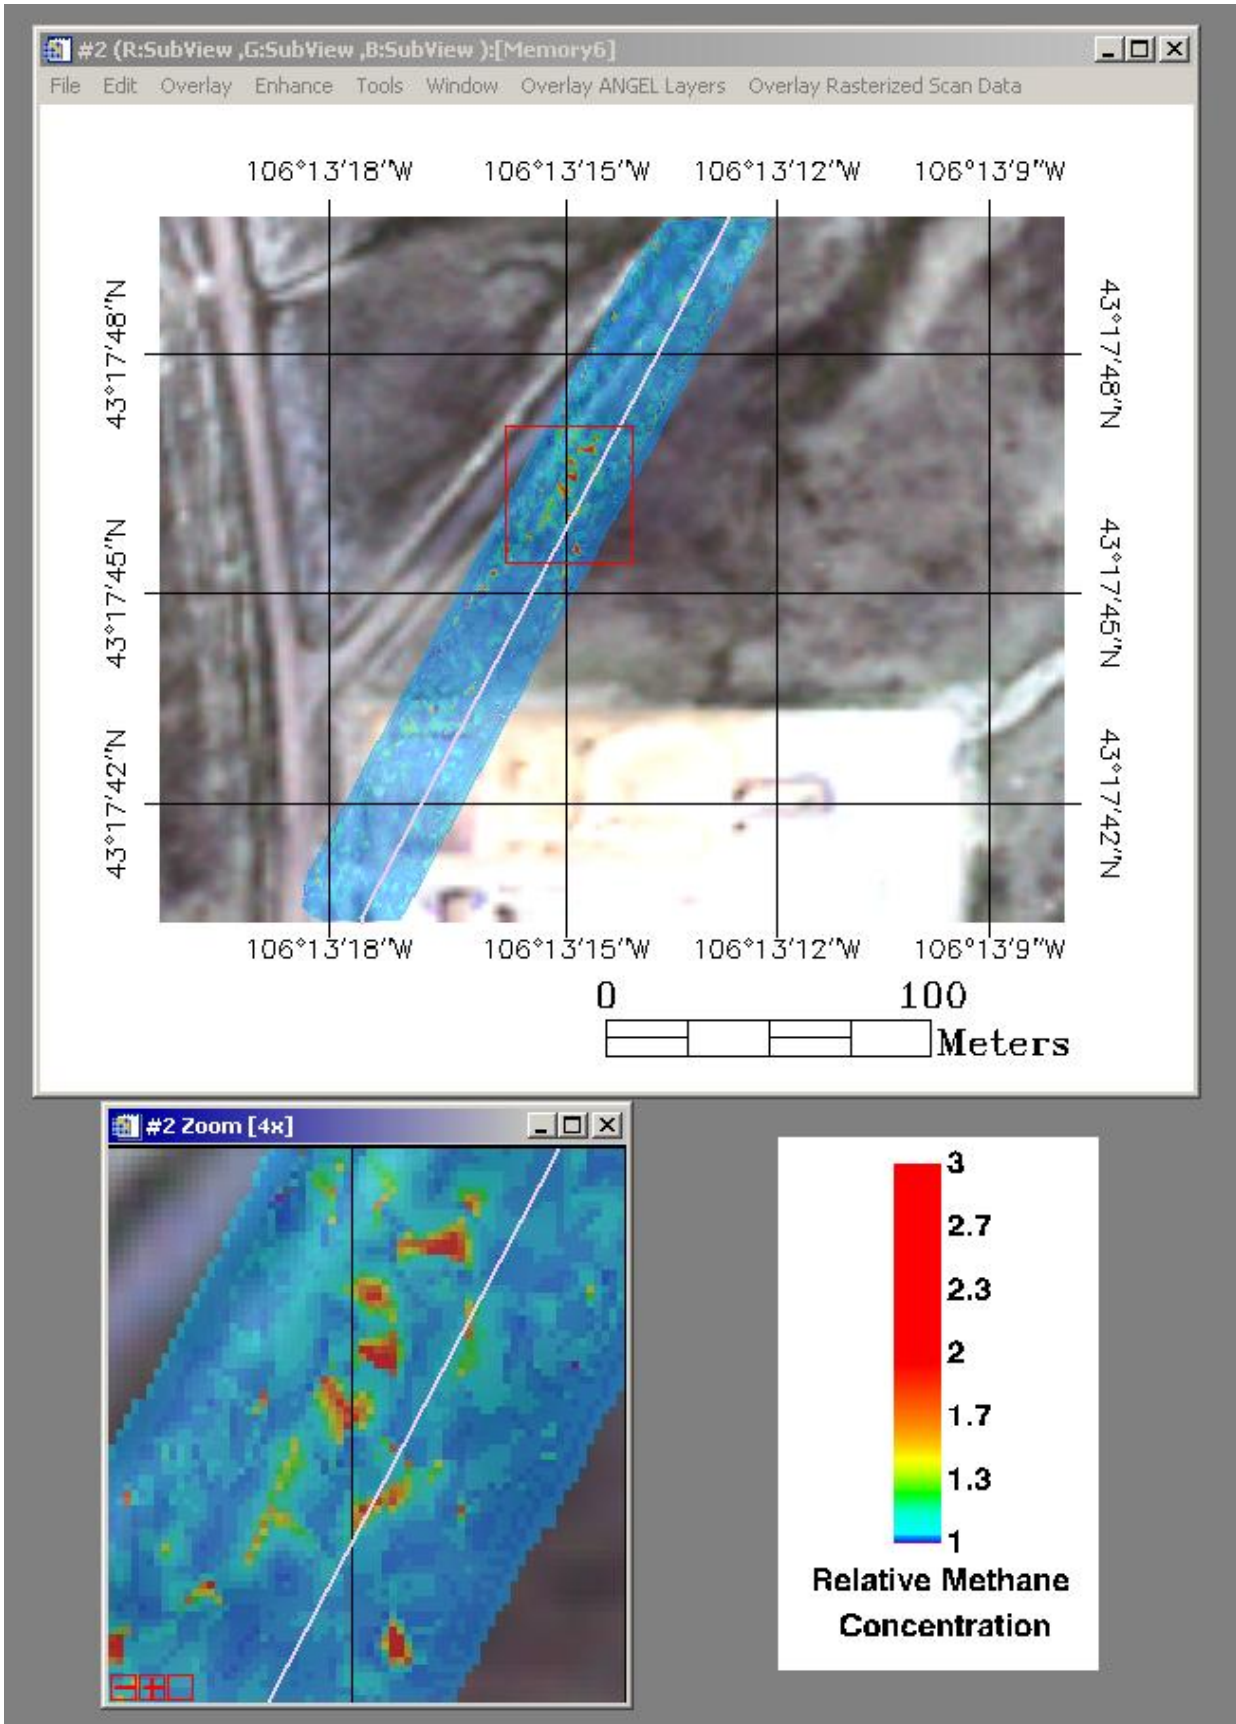 #2 (R:SubView ,G:SubView ,B:SubView ):[Memory6]
File Edit Overlay Enhance Tools Window Overlay ANGEL Layers Overlay Rasterized Scan Data
106°13'18"W 106°13'15"W 106°13'12"W 106°13'9"W
43°17'48"N 43°17'48"N
43°17'45"N 43°17'45"N
43°17'42"N 43°17'42"N
106°13'18"W 106°13'15"W 106°13'12"W 106°13'9"W
0 100
Meters
#2 Zoom [4x]
3
2.7
2.3
2
1.7
1.3
1
Relative Methane
Concentration